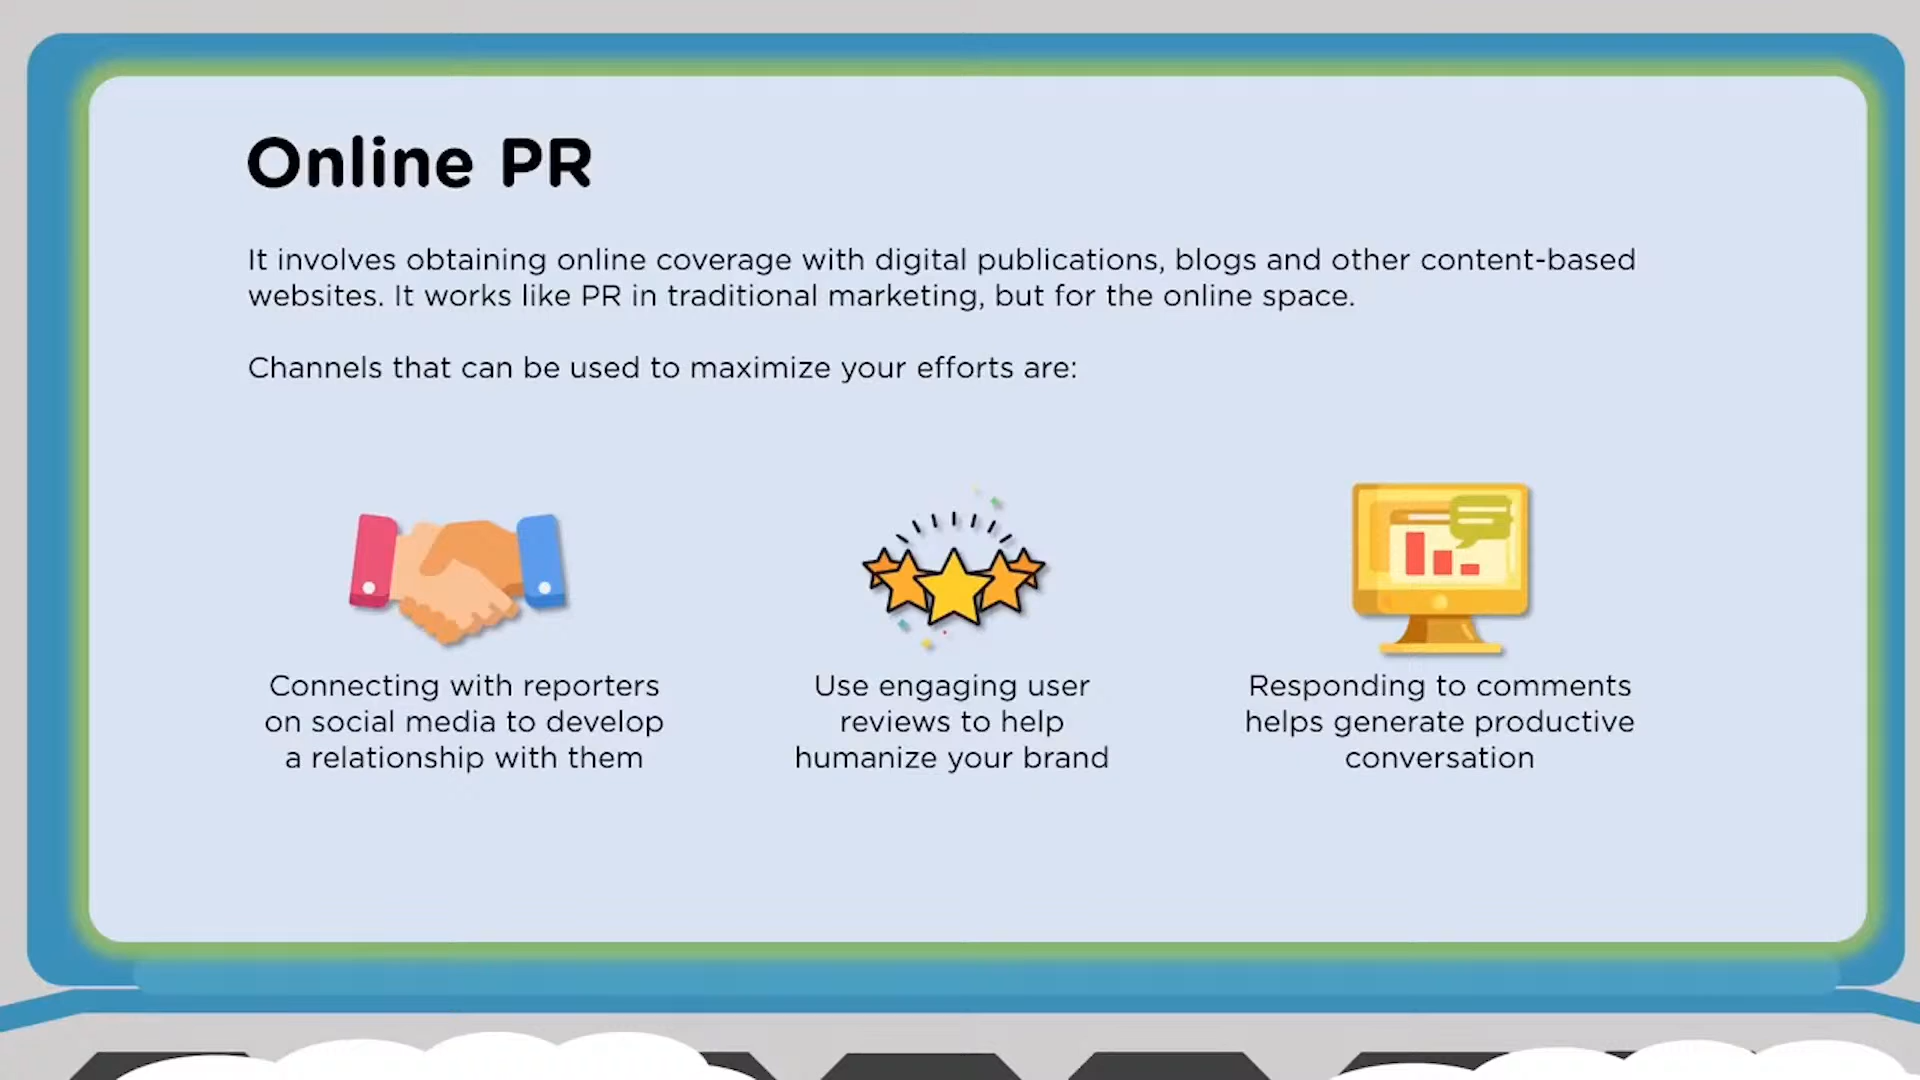 Online PR
It involves obtaining online coverage with digital publications, blogs and other content-based
websites. It works like PR in traditional marketing, but for the online space.
Channels that can be used to maximize your efforts are:
Connecting with reporters
on social media to develop
a relationship with them
Use engaging user
reviews to help
humanize your brand
Responding to comments
helps generate productive
conversation